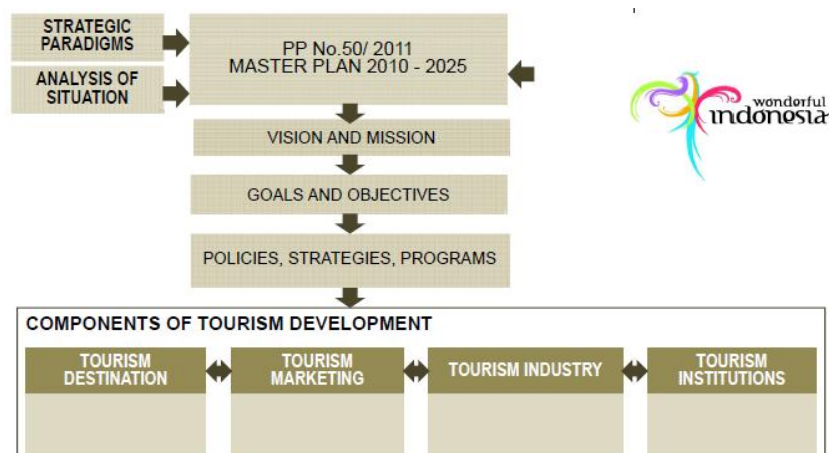 STRATEGIC
PARADIGMS
ANALYSIS OF
SITUATION
PP No.50/ 2011
MASTER PLAN 2010 - 2025
wonderful
indonesia
VISION AND MISSION
GOALS AND OBJECTIVES
POLICIES, STRATEGIES, PROGRAMS
COMPONENTS OF TOURISM DEVELOPMENT
TOURISM
DESTINATION
TOURISM
MARKETING
TOURISM INDUSTRY
TOURISM
INSTITUTIONS